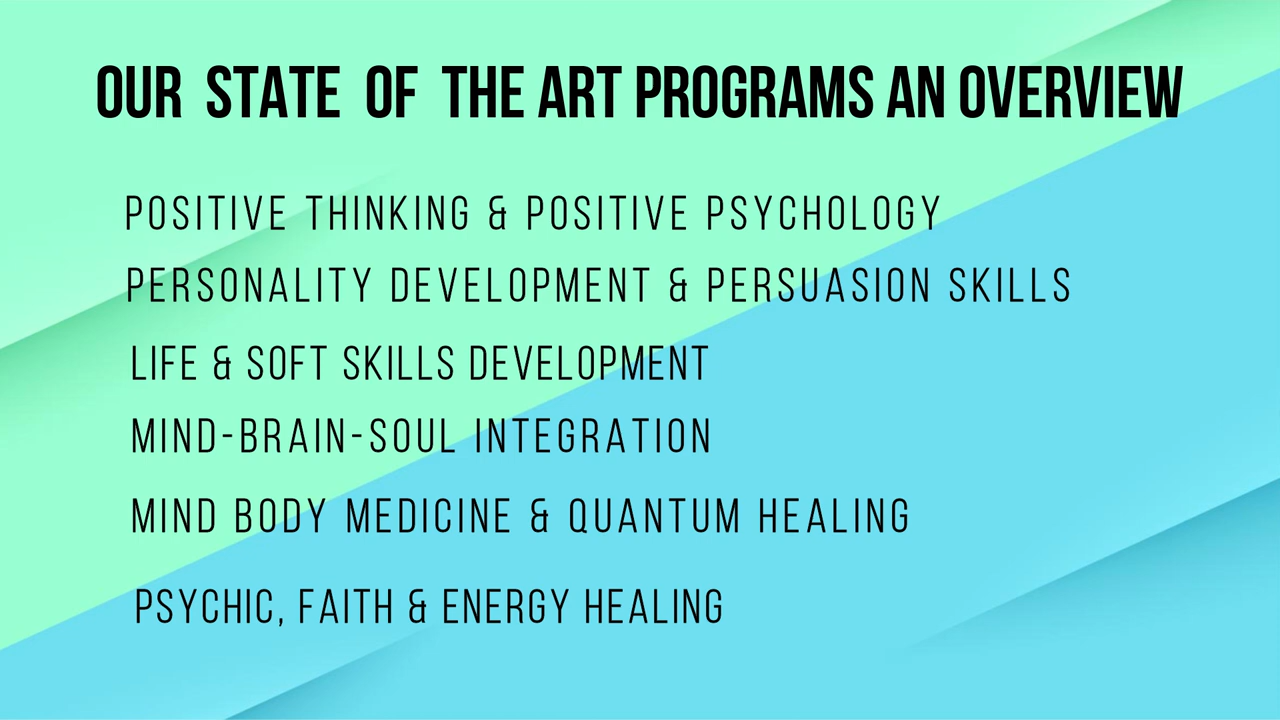 OUR STATE OF THE ART PROGRAMS AN OVERVIEW
POSITIVE THINKING & POSITIVE PSYCHOLOGY
PERSONALITY DEVELOPMENT & PERSUASION SKILLS
LIFE & SOFT SKILLS DEVELOPMENT
MIND-BRAIN-SOUL INTEGRATION
MIND BODY MEDICINE & QUANTUM HEALING
PSYCHIC, FAITH & ENERGY HEALING